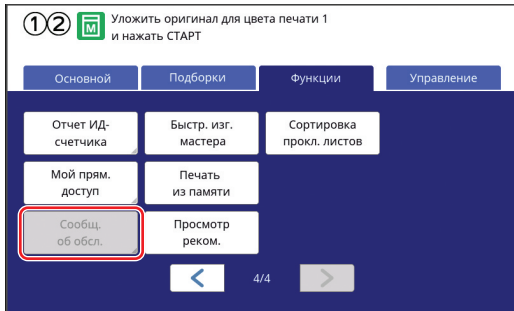 ①② M Уложить оригинал для цвета печати 1
и нажать СТАРТ
Основной Подборки Функции Управление
Отчет ИД-
счетчика
Быстр. изг.
мастера
Сортировка
прокл. листов
Мой прям.
доступ
Печать
из памяти
Сообщ.
об обсл.
Просмотр
реком.
< 4/4 >